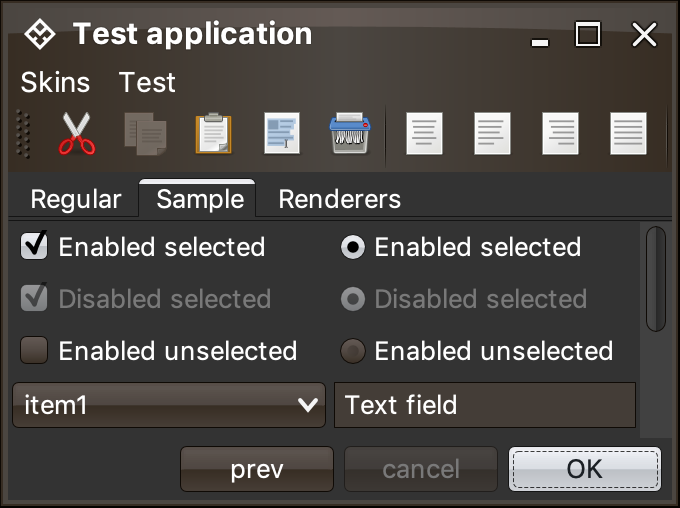 Test application
Skins Test
Regular Sample Renderers
Enabled selected Enabled selected
Disabled selected Disabled selected
Enabled unselected Enabled unselected
item1 Text field
prev cancel OK